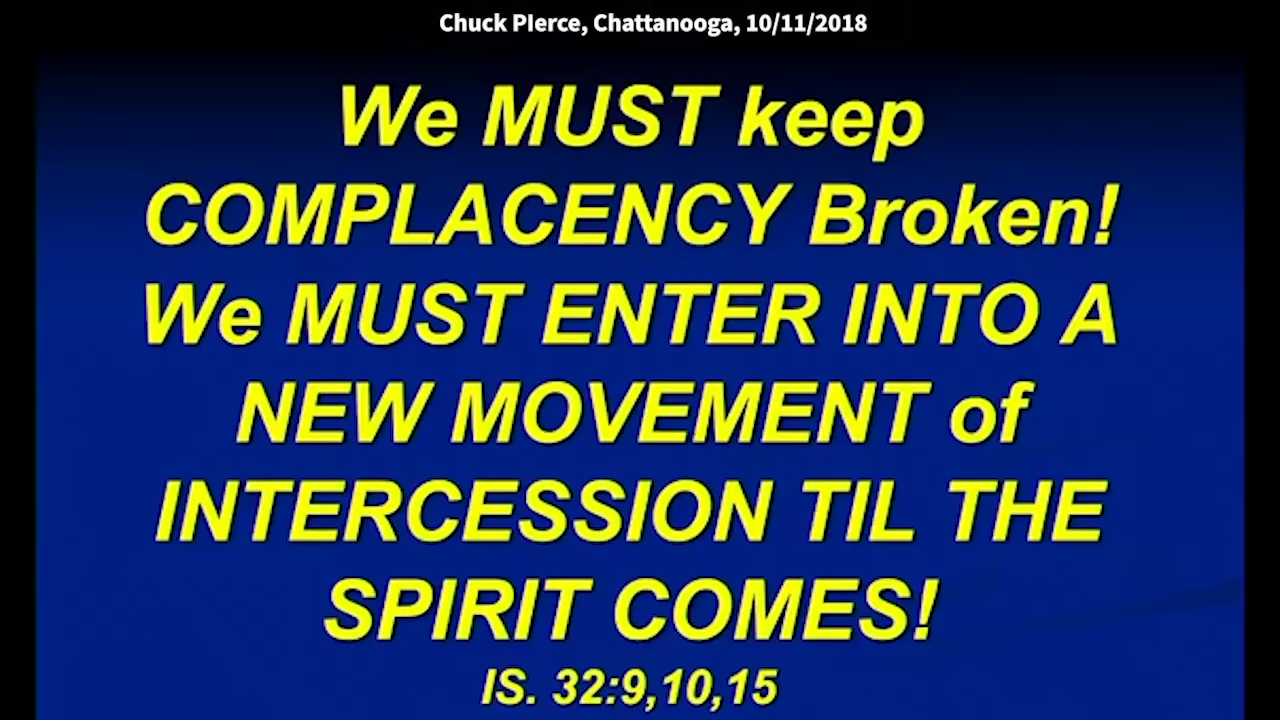 Chuck PIerce, Chattanooga, 10/11/2018
We MUST keep
COMPLACENCY Broken!
We MUST ENTER INTO A
NEW MOVEMENT of
INTERCESSION TIL THE
SPIRIT COMES!
IS. 32:9,10,15